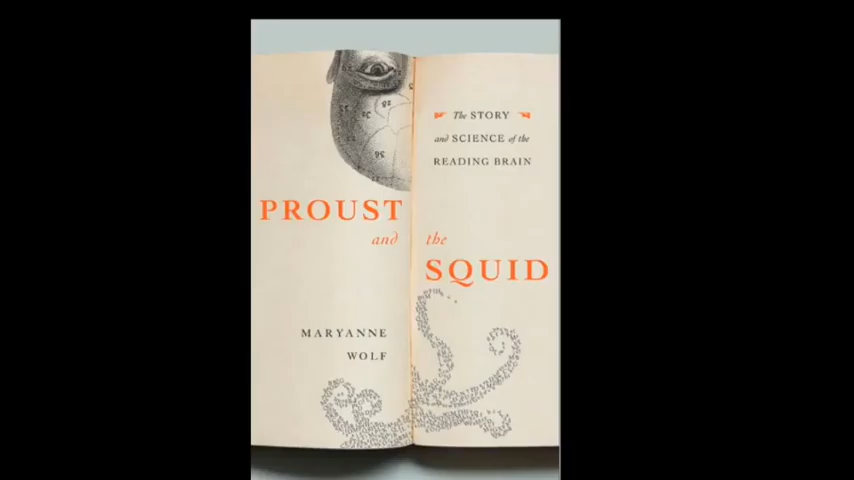 PROUST
and the
SQUID
The STORY
and SCIENCE of the
READING BRAIN
MARYANNE
WOLF